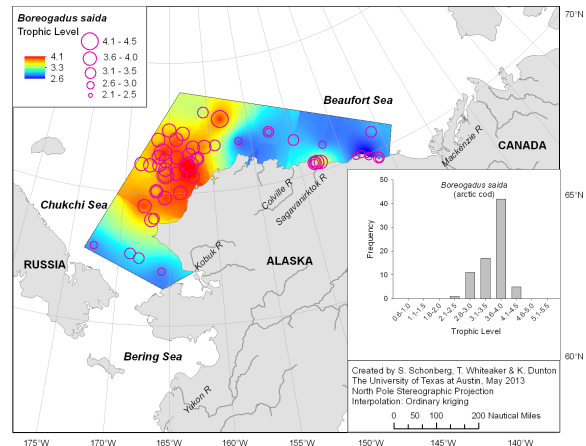 Boreogadus saida
Trophic Level
4.1
3.3
2.6
4.1 - 4.5
3.6 - 4.0
3.1 - 3.5
2.6 - 3.0
2.1 - 2.5
70°N
Beaufort Sea
Mackenzie R
CANADA
Chukchi Sea
Colville R
Sagavanirktok R
65°N
Kobuk R
RUSSIA
ALASKA
Bering Sea
Yukon R
60°N
Boreogadus saida
(arctic cod)
Frequency
50
40
30
20
10
0
0.6-1.0
1.1-1.5
1.6-2.0
2.1-2.5
2.6-3.0
3.1-3.5
3.6-4.0
4.1-4.5
4.6-5.0
5.1-5.5
Trophic Level
Created by S. Schonberg, T. Whiteaker & K. Dunton
The University of Texas at Austin, May 2013
North Pole Stereographic Projection
Interpolation: Ordinary kriging
0 50 100 200 Nautical Miles
175°W
170°W
165°W
160°W
155°W
150°W
145°W